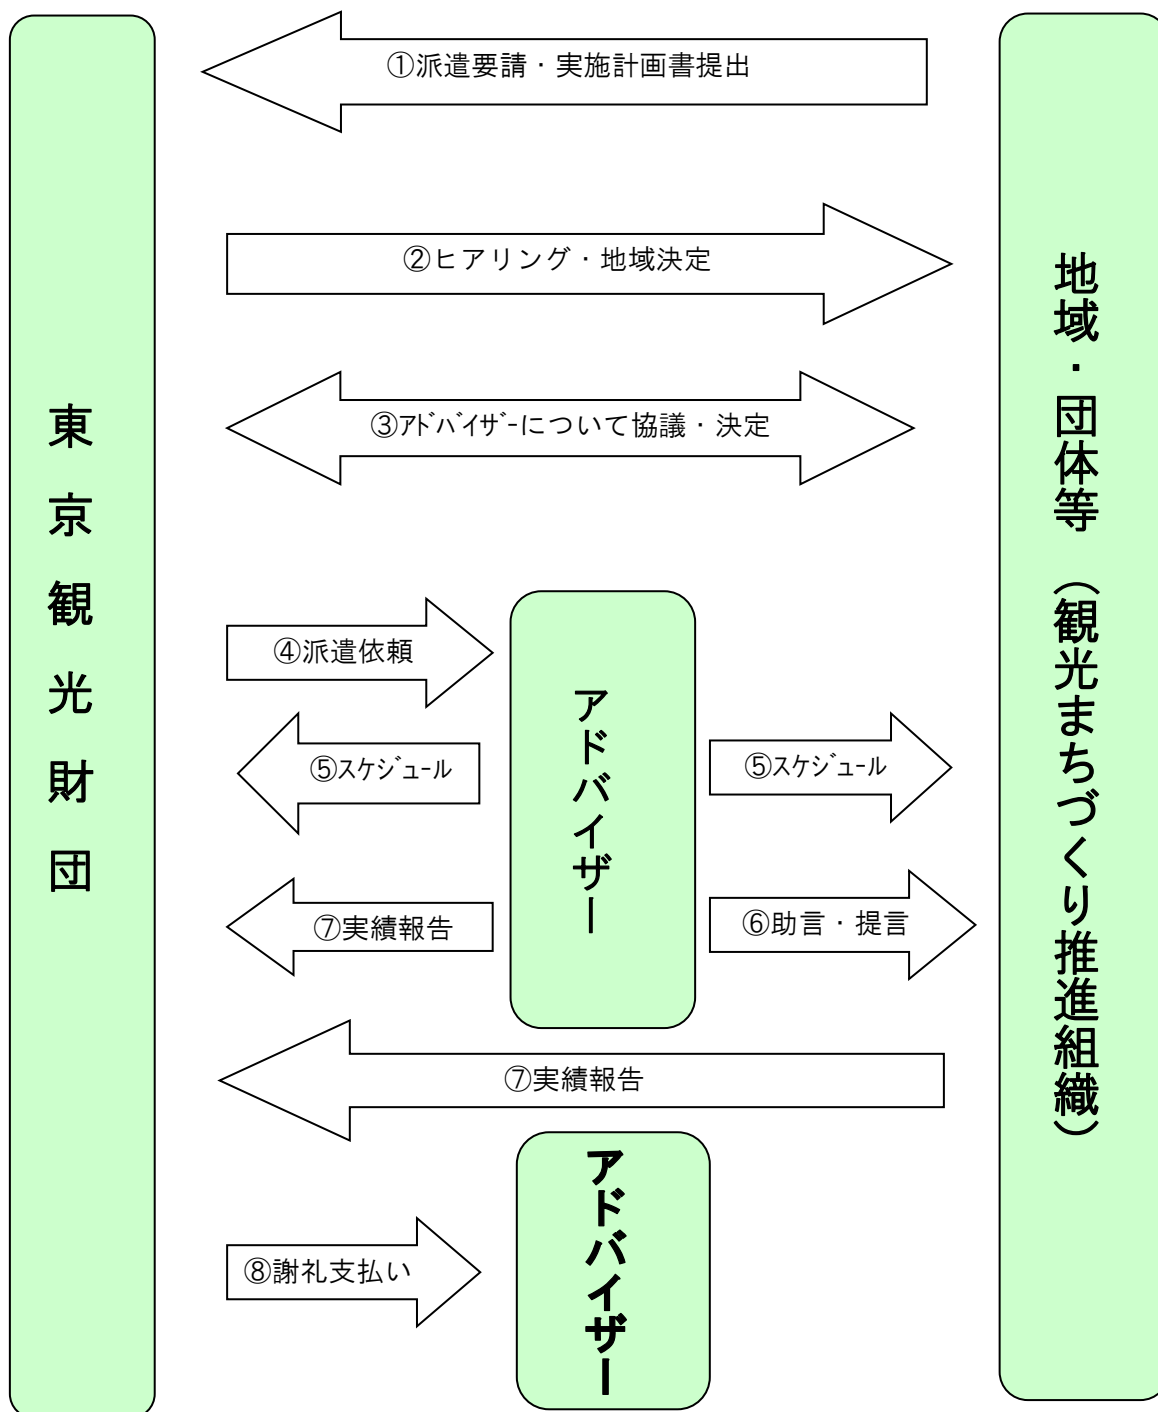 東京観光財団
①派遣要請・実施計画書提出
②ヒアリング・地域決定
③ｱﾄﾞﾊﾞｲｻﾞｰについて協議・決定
④派遣依頼
⑤ｽｹｼﾞｭｰﾙ
⑦実績報告
アドバイザー
⑤ｽｹｼﾞｭｰﾙ
⑥助言・提言
⑦実績報告
⑧謝礼支払い
アドバイザー
地域・団体等（観光まちづくり推進組織）